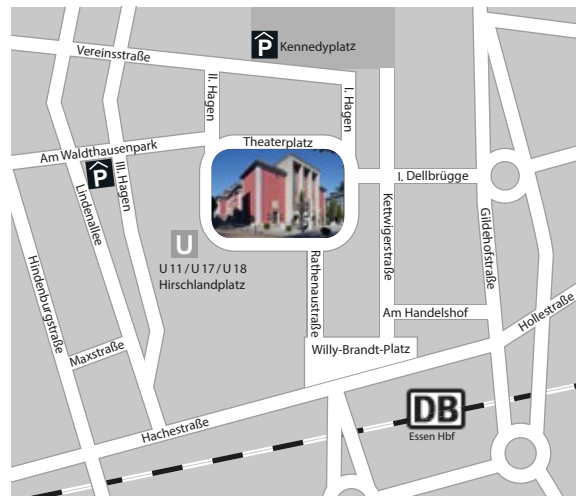 Vereinsstraße
P
Kennedyplatz
II. Hagen
I. Hagen
Theaterplatz
Am Waldthausenpark
P
III. Hagen
Lindenallee
I. Dellbrügge
Kettwigerstraße
Gildehofstraße
U
U 11 / U 17 / U 18
Hirschlandplatz
Rathenaustraße
Hindenburgstraße
Am Handelshof
Hollestraße
Maxstraße
Willy-Brandt-Platz
Hachestraße
DB
Essen Hbf